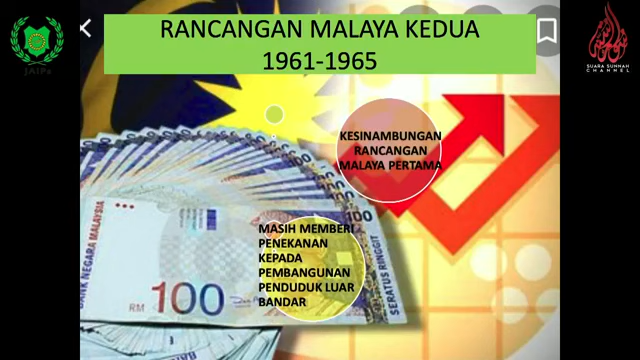 RANCANGAN MALAYA KEDUA
1961-1965
JAIPs
SUARA SUNNAH
CHANNEL
KESINAMBUNGAN
RANCANGAN
MALAYA PERTAMA
MASIH MEMBERI
PENEKANAN
KEPADA
PEMBANGUNAN
PENDUDUK LUAR
BANDAR
BANK NEGARA MALAYSIA
RM 100
100
SERATUS RINGGIT